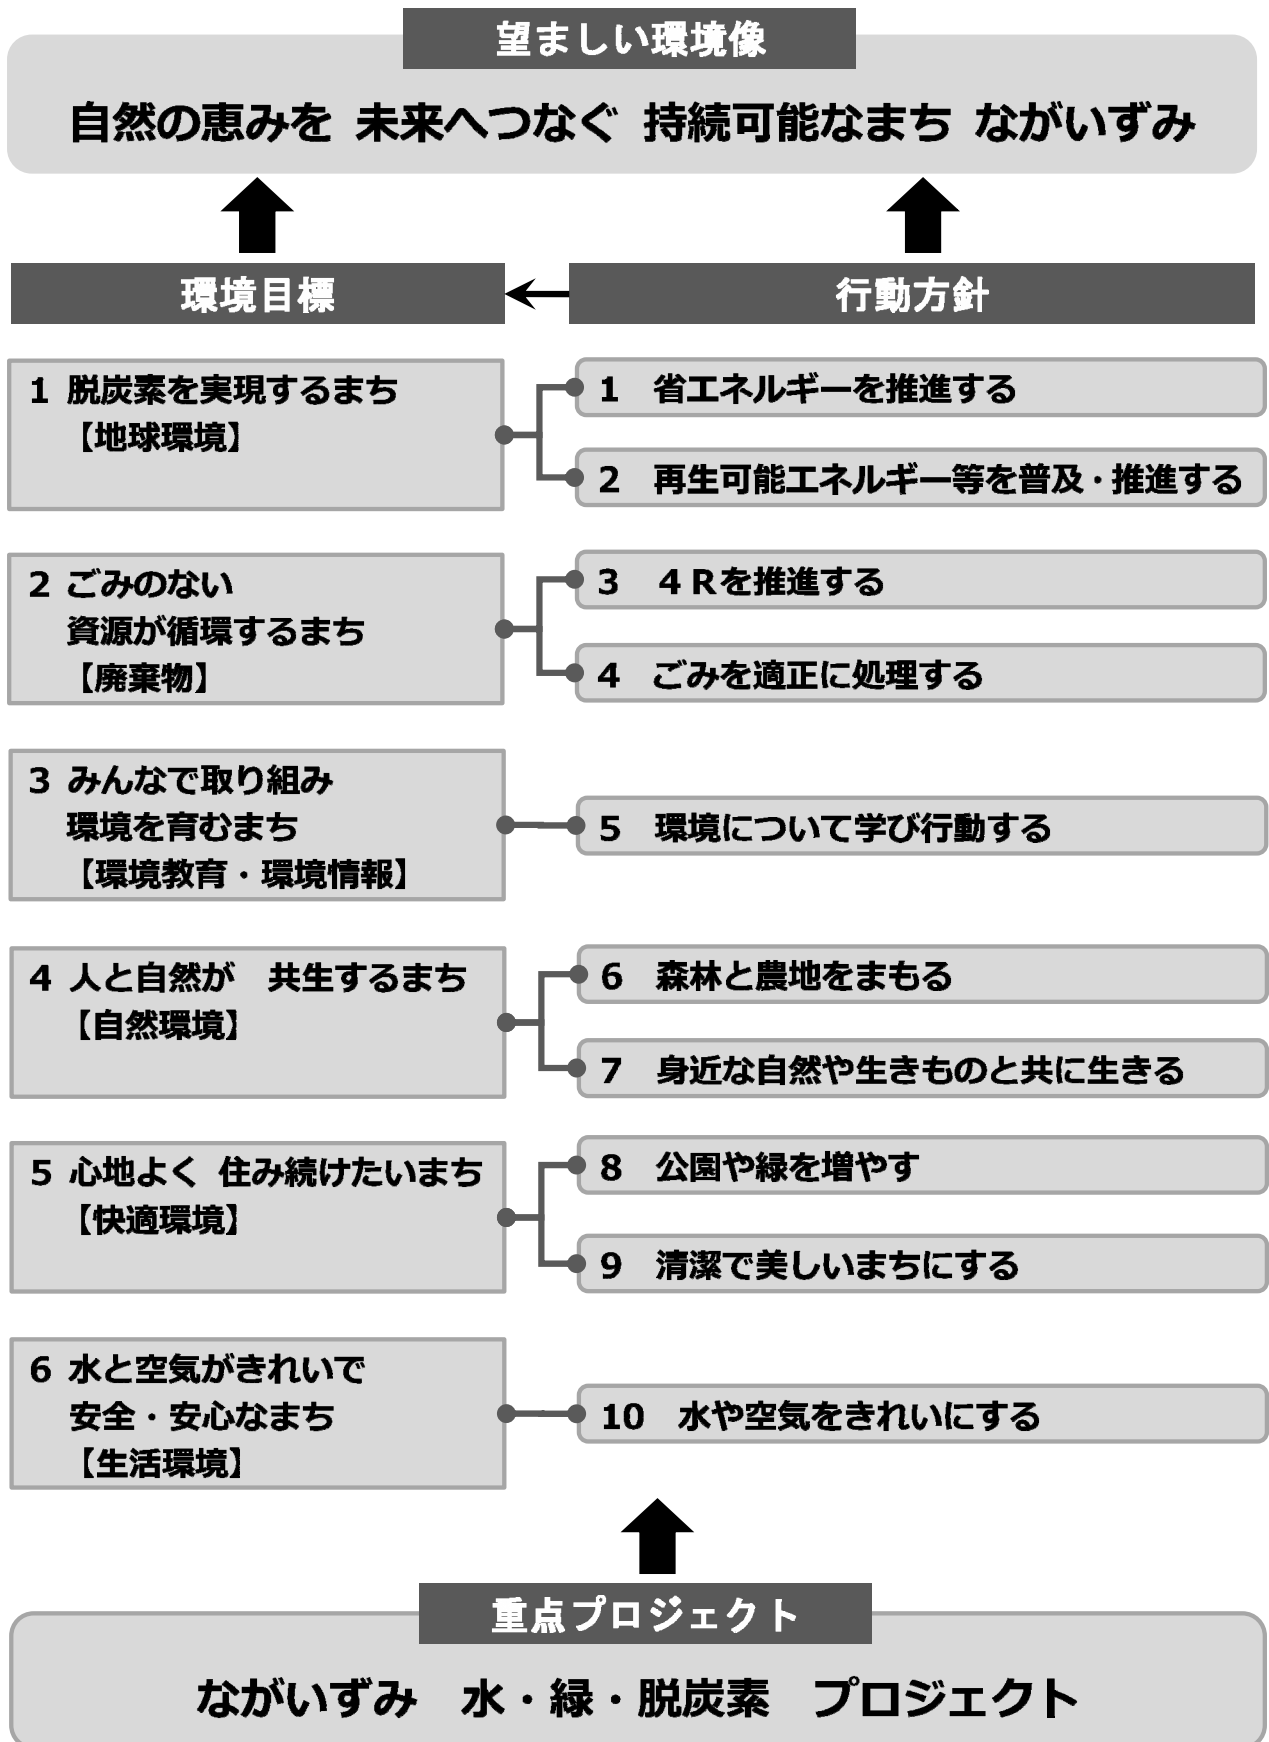 望ましい環境像
自然の恵みを 未来へつなぐ 持続可能なまち ながいずみ
環境目標
行動方針
1 脱炭素を実現するまち
【地球環境】
1 省エネルギーを推進する
2 再生可能エネルギー等を普及・推進する
2 ごみのない
資源が循環するまち
【廃棄物】
3 4Rを推進する
4 ごみを適正に処理する
3 みんなで取り組み
環境を育むまち
【環境教育・環境情報】
5 環境について学び行動する
4 人と自然が 共生するまち
【自然環境】
6 森林と農地をまもる
7 身近な自然や生きものと共に生きる
5 心地よく 住み続けたいまち
【快適環境】
8 公園や緑を増やす
9 清潔で美しいまちにする
6 水と空気がきれいで
安全・安心なまち
【生活環境】
10 水や空気をきれいにする
重点プロジェクト
ながいずみ 水・緑・脱炭素 プロジェクト